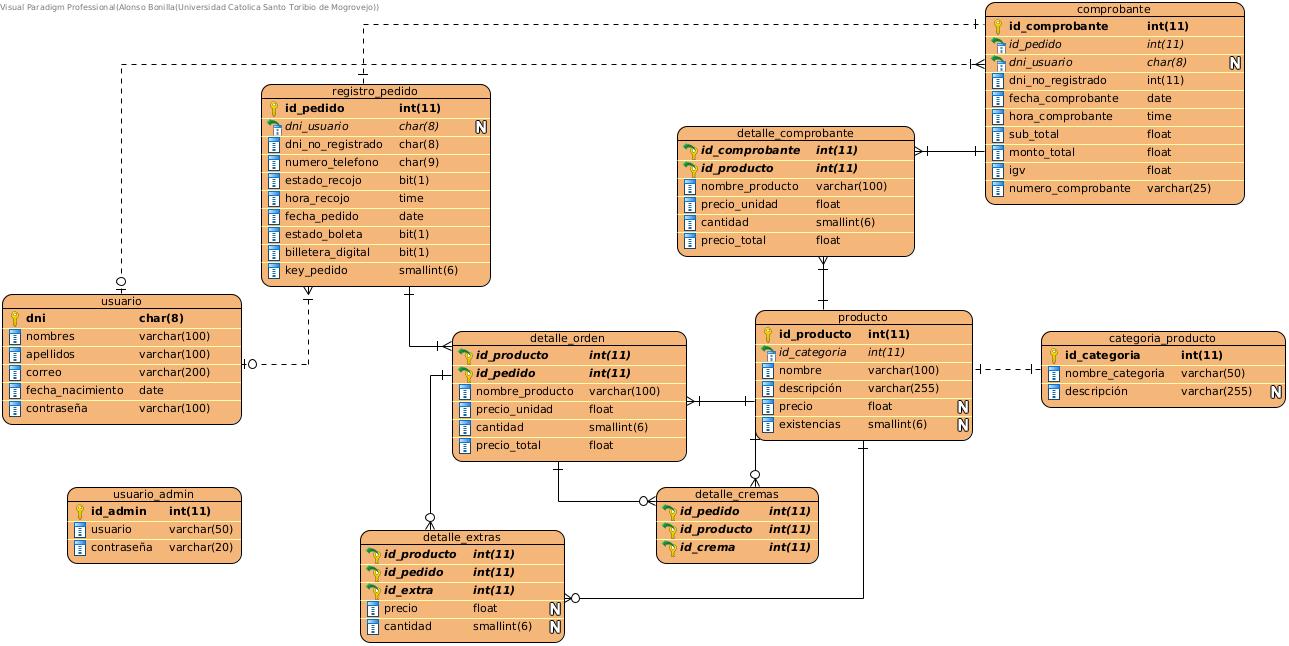 Visual Paradigm Professional(Alonso Bonilla(Universidad Catolica Santo Toribio de Mogrovejo))
comprobante
id_comprobante int(11)
id_pedido int(11)
dni_usuario char(8) N
dni_no_registrado int(11)
fecha_comprobante date
hora_comprobante time
sub_total float
monto_total float
igv float
numero_comprobante varchar(25)
registro_pedido
id_pedido int(11)
dni_usuario char(8) N
dni_no_registrado char(8)
numero_telefono char(9)
estado_recojo bit(1)
hora_recojo time
fecha_pedido date
estado_boleta bit(1)
billetera_digital bit(1)
key_pedido smallint(6)
detalle_comprobante
id_comprobante int(11)
id_producto int(11)
nombre_producto varchar(100)
precio_unidad float
cantidad smallint(6)
precio_total float
usuario
dni char(8)
nombres varchar(100)
apellidos varchar(100)
correo varchar(200)
fecha_nacimiento date
contraseña varchar(100)
detalle_orden
id_producto int(11)
id_pedido int(11)
nombre_producto varchar(100)
precio_unidad float
cantidad smallint(6)
precio_total float
producto
id_producto int(11)
id_categoria int(11)
nombre varchar(100)
descripción varchar(255)
precio float N
existencias smallint(6) N
categoria_producto
id_categoria int(11)
nombre_categoria varchar(50)
descripción varchar(255) N
usuario_admin
id_admin int(11)
usuario varchar(50)
contraseña varchar(20)
detalle_cremas
id_pedido int(11)
id_producto int(11)
id_crema int(11)
detalle_extras
id_producto int(11)
id_pedido int(11)
id_extra int(11)
precio float N
cantidad smallint(6) N